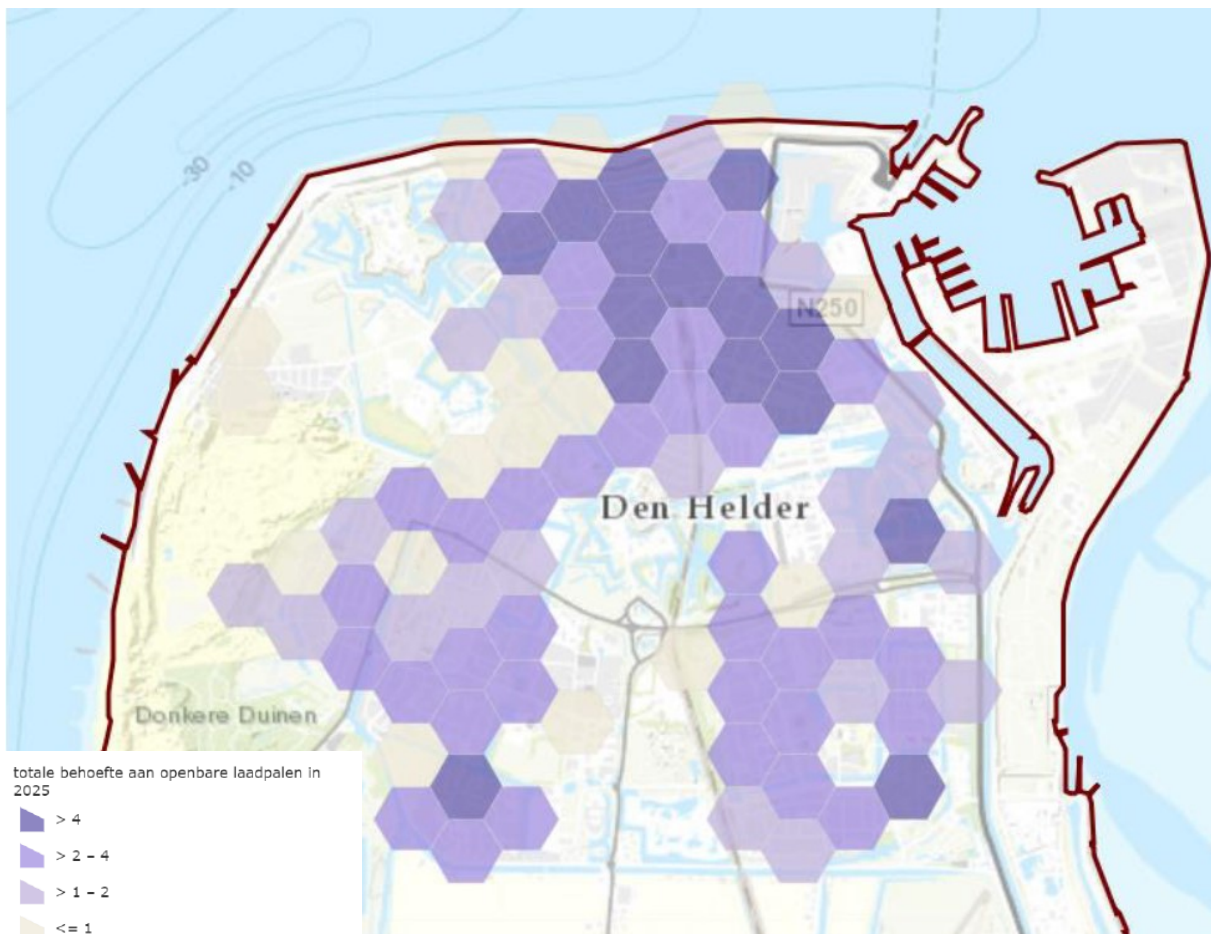 -30
-10
N250
Den Helder
Donkere Duinen
totale behoefte aan openbare laadpalen in
2025
> 4
> 2 – 4
> 1 – 2
<= 1